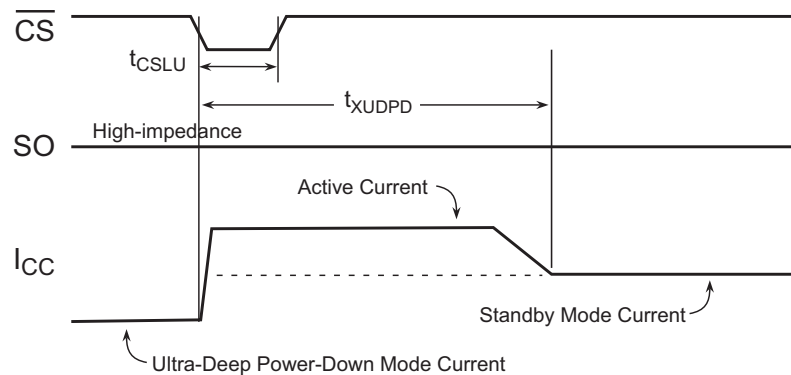 CS
tCSLU
tXUDPD
High-impedance
SO
Active Current
ICC
Standby Mode Current
Ultra-Deep Power-Down Mode Current